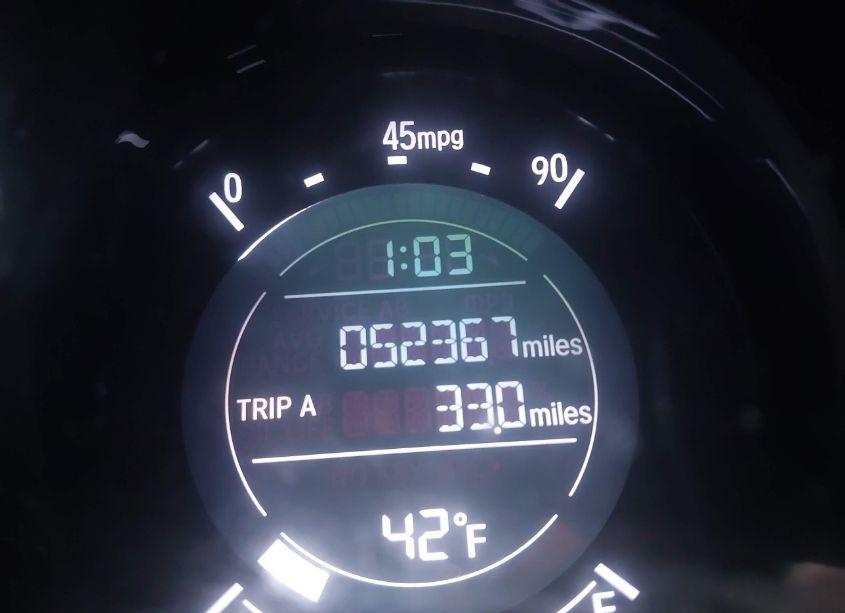 45mpg
0
90
1:03
052367 miles
TRIP A 33.0 miles
42°F